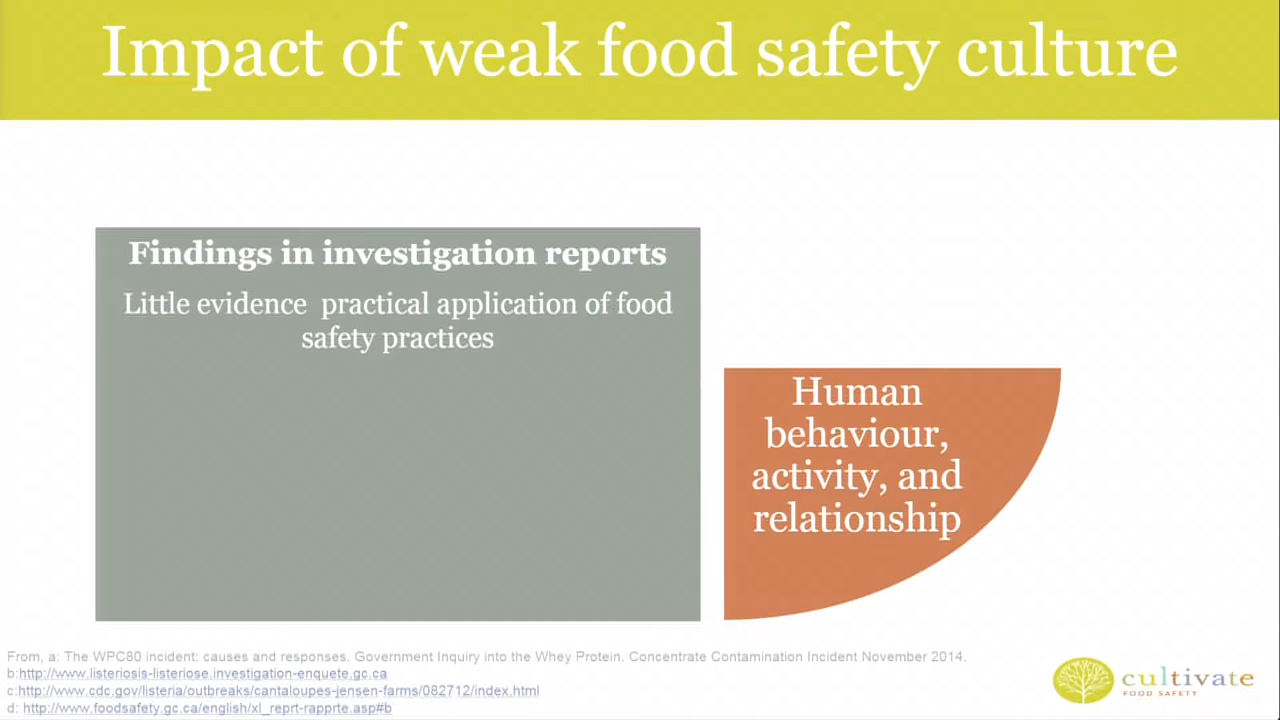 Impact of weak food safety culture
Findings in investigation reports
Little evidence  practical application of food
safety practices
Human
behaviour,
activity, and
relationship
From, a: The WPC80 incident: causes and responses. Government Inquiry into the Whey Protein. Concentrate Contamination Incident November 2014.
b:http://www.listeriosis-listeriose.investigation-enquete.gc.ca
c:http://www.cdc.gov/listeria/outbreaks/cantaloupes-jensen-farms/082712/index.html
d: http://www.foodsafety.gc.ca/english/xl_reprt-rapprte.asp#b
cultivate
FOOD SAFETY